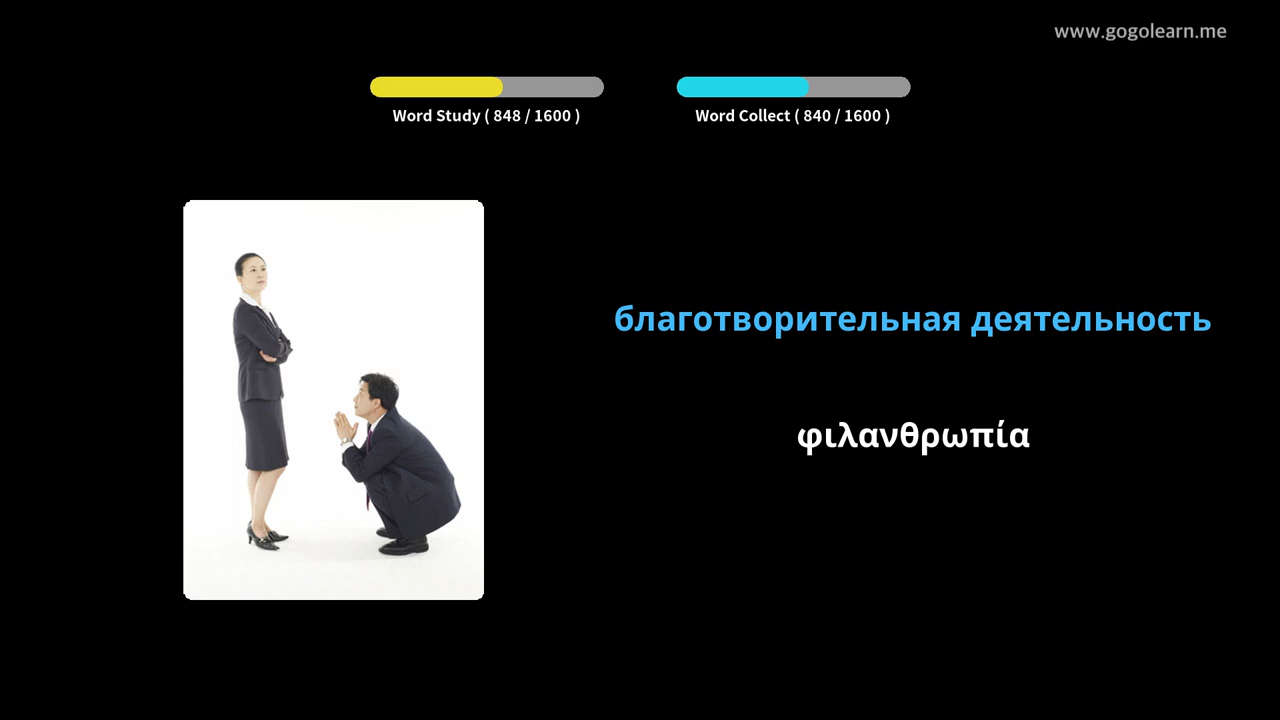 www.gogolearn.me
Word Study ( 848 / 1600 )
Word Collect ( 840 / 1600 )
благотворительная деятельность
φιλανθρωπία